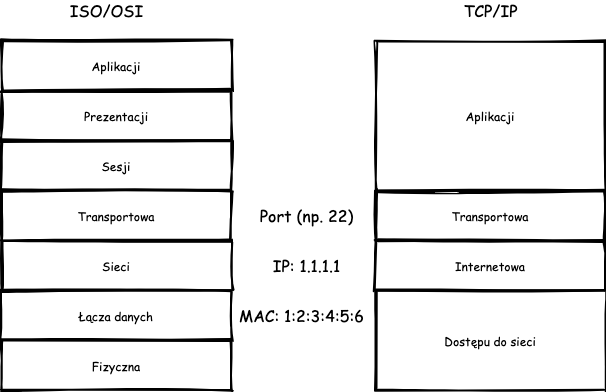 ISO/OSI
TCP/IP
Aplikacji
Prezentacji
Sesji
Transportowa
Sieci
Łącza danych
Fizyczna
Port (np. 22)
IP: 1.1.1.1
MAC: 1:2:3:4:5:6
Aplikacji
Transportowa
Internetowa
Dostępu do sieci